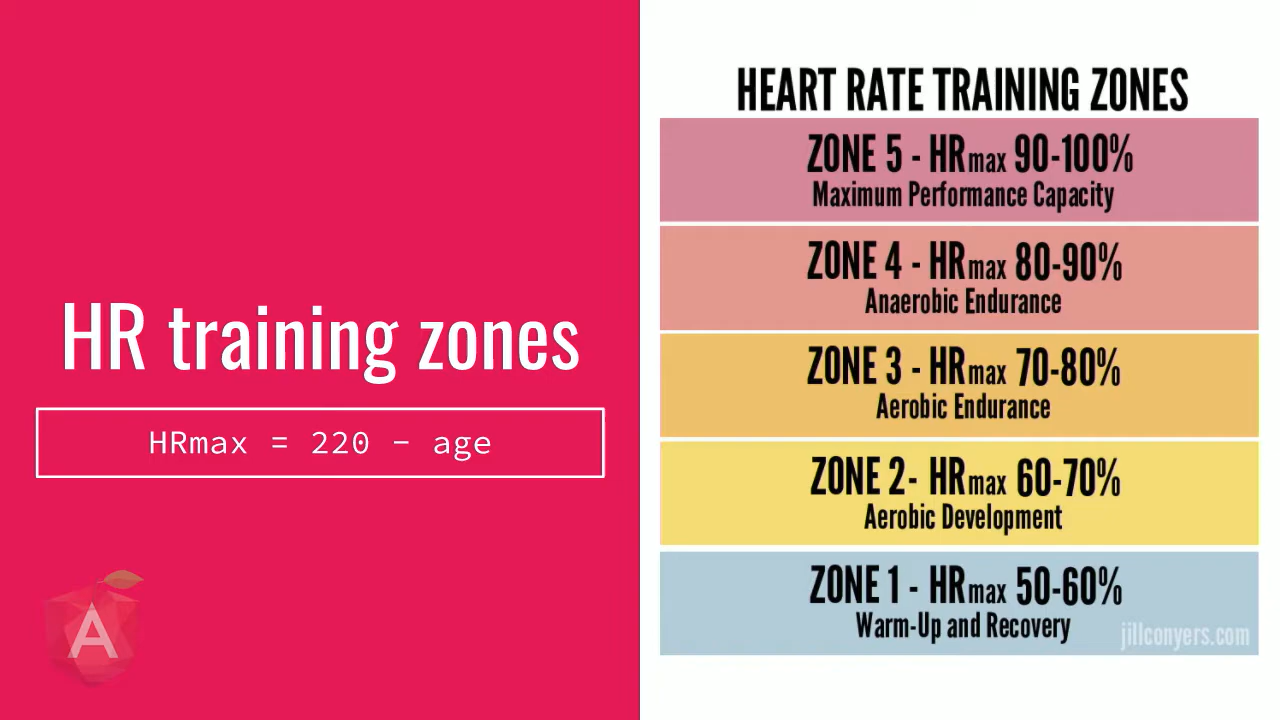 HR training zones
HRmax = 220 - age
A
HEART RATE TRAINING ZONES
ZONE 5 - HRmax 90-100%
Maximum Performance Capacity
ZONE 4 - HRmax 80-90%
Anaerobic Endurance
ZONE 3 - HRmax 70-80%
Aerobic Endurance
ZONE 2- HRmax 60-70%
Aerobic Development
ZONE 1 - HRmax 50-60%
Warm-Up and Recovery
jillconyers.com